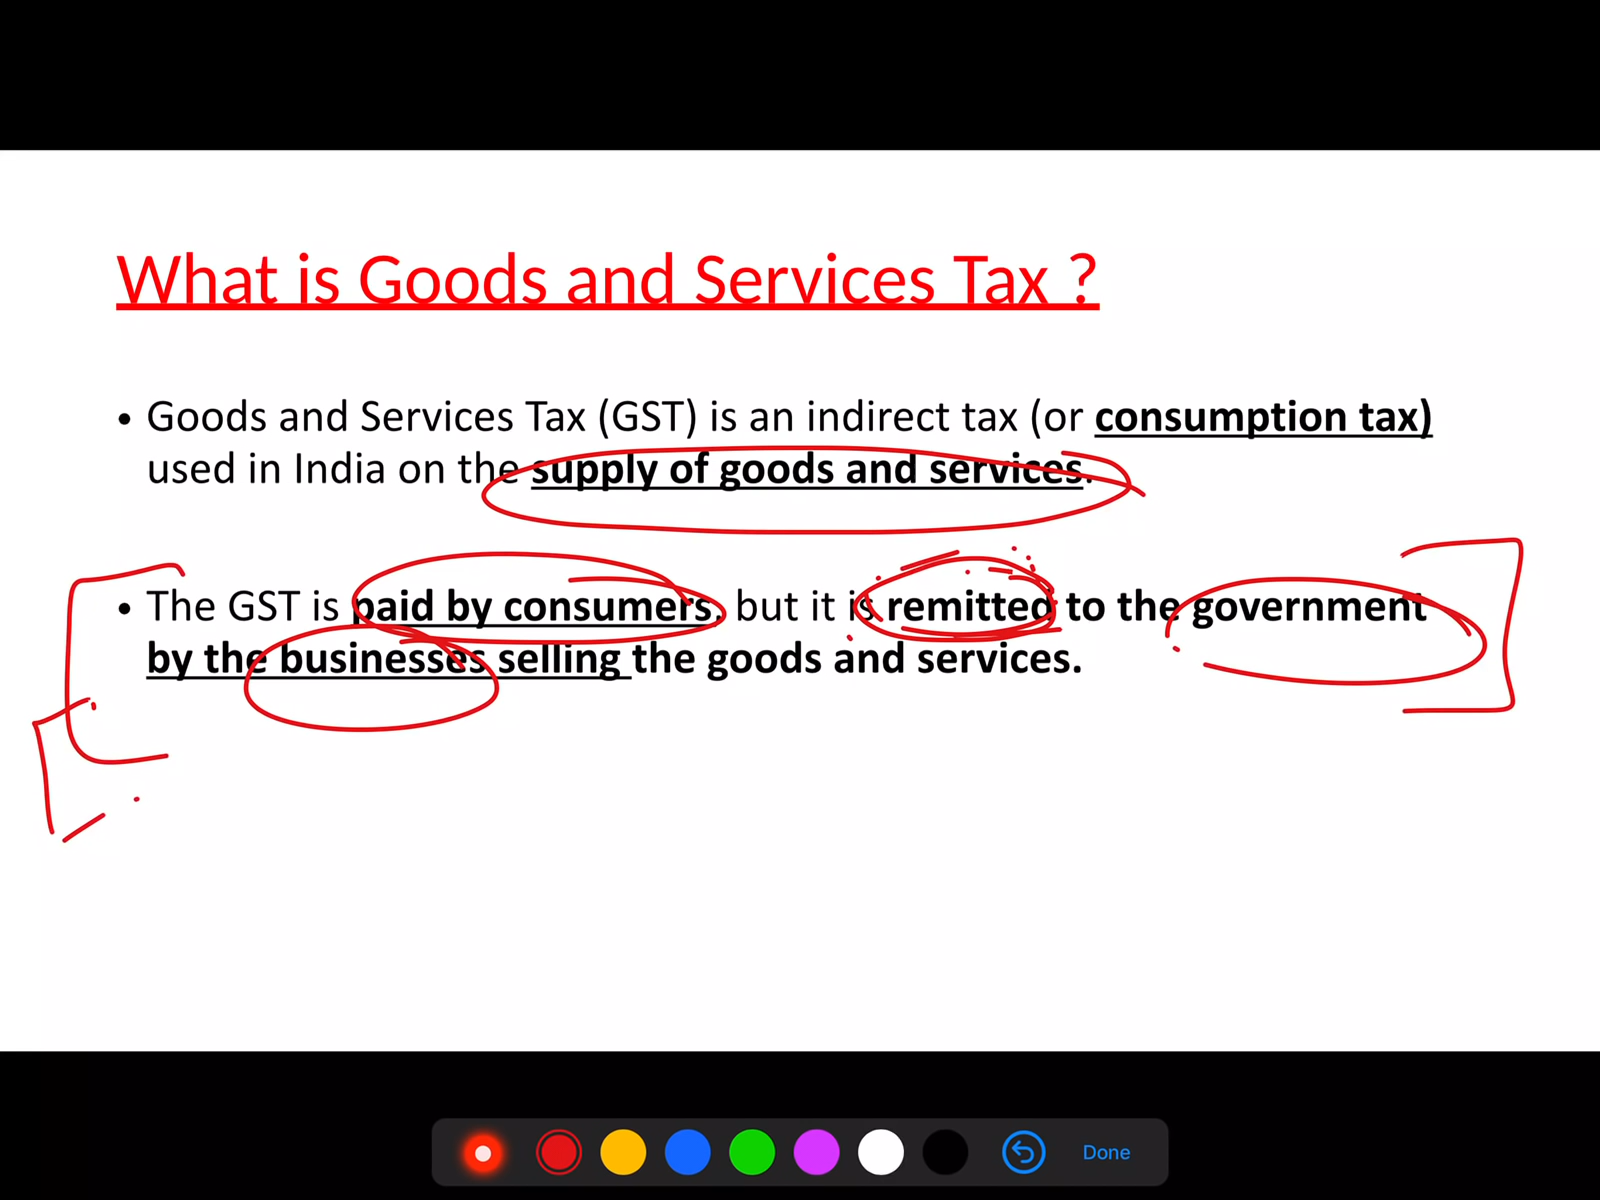 What is Goods and Services Tax ?
• Goods and Services Tax (GST) is an indirect tax (or consumption tax)
used in India on the supply of goods and services.
• The GST is paid by consumers, but it is remitted to the government
by the businesses selling the goods and services.
Done